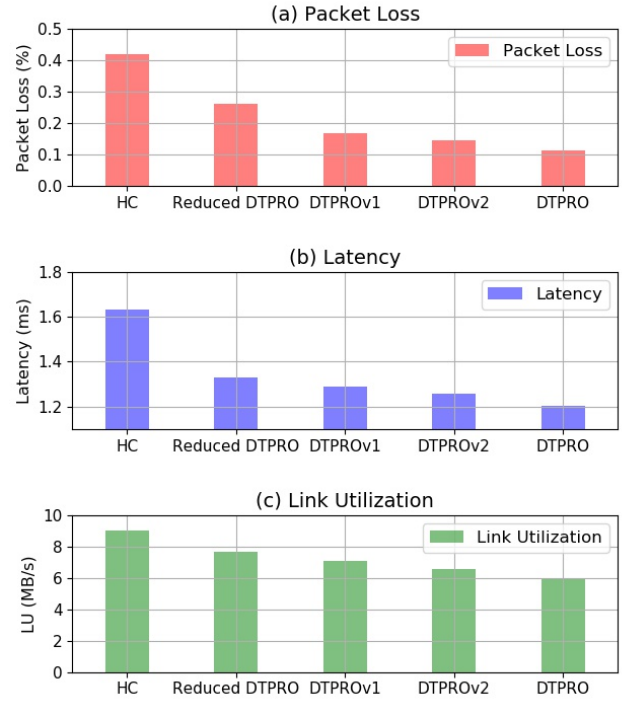 (a) Packet Loss
0.5
0.4
0.3
0.2
0.1
0.0
Packet Loss (%)
Packet Loss
HC Reduced DTPRO DTPROv1 DTPROv2 DTPRO
(b) Latency
1.8
1.6
1.4
1.2
Latency (ms)
Latency
HC Reduced DTPRO DTPROv1 DTPROv2 DTPRO
(c) Link Utilization
10
8
6
4
2
0
LU (MB/s)
Link Utilization
HC Reduced DTPRO DTPROv1 DTPROv2 DTPRO